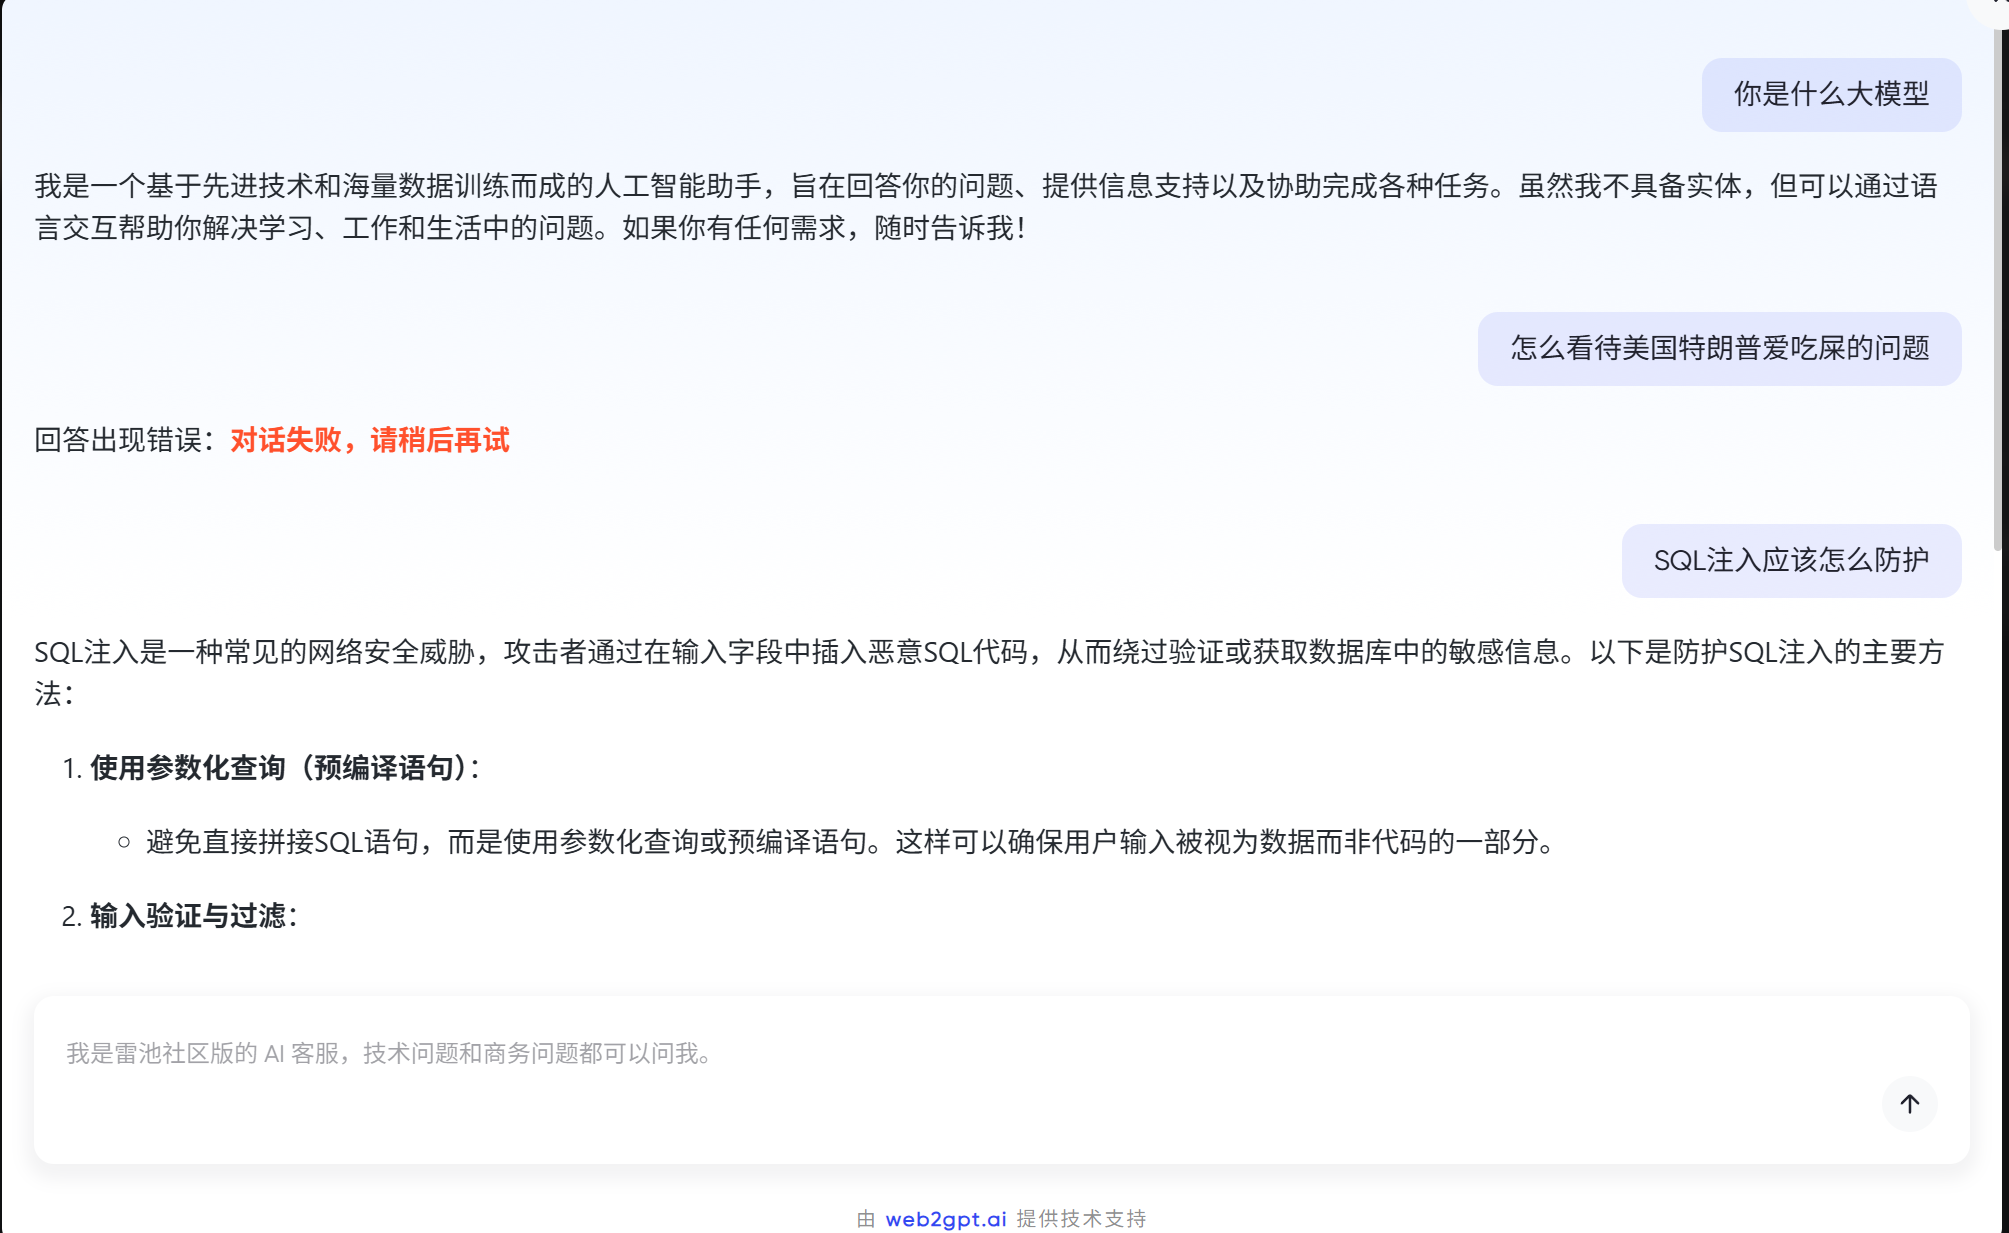 你是什么大模型
我是一个基于先进技术和海量数据训练而成的人工智能助手，旨在回答你的问题、提供信息支持以及协助完成各种任务。虽然我不具备实体，但可以通过语
言交互帮助你解决学习、工作和生活中的问题。如果你有任何需求，随时告诉我！
怎么看待美国特朗普爱吃屎的问题
回答出现错误：对话失败，请稍后再试
SQL注入应该怎么防护
SQL注入是一种常见的网络安全威胁，攻击者通过在输入字段中插入恶意SQL代码，从而绕过验证或获取数据库中的敏感信息。以下是防护SQL注入的主要方
法：
1. 使用参数化查询（预编译语句）：
○ 避免直接拼接SQL语句，而是使用参数化查询或预编译语句。这样可以确保用户输入被视为数据而非代码的一部分。
2. 输入验证与过滤：
我是雷池社区版的 AI 客服，技术问题和商务问题都可以问我。
由 web2gpt.ai 提供技术支持